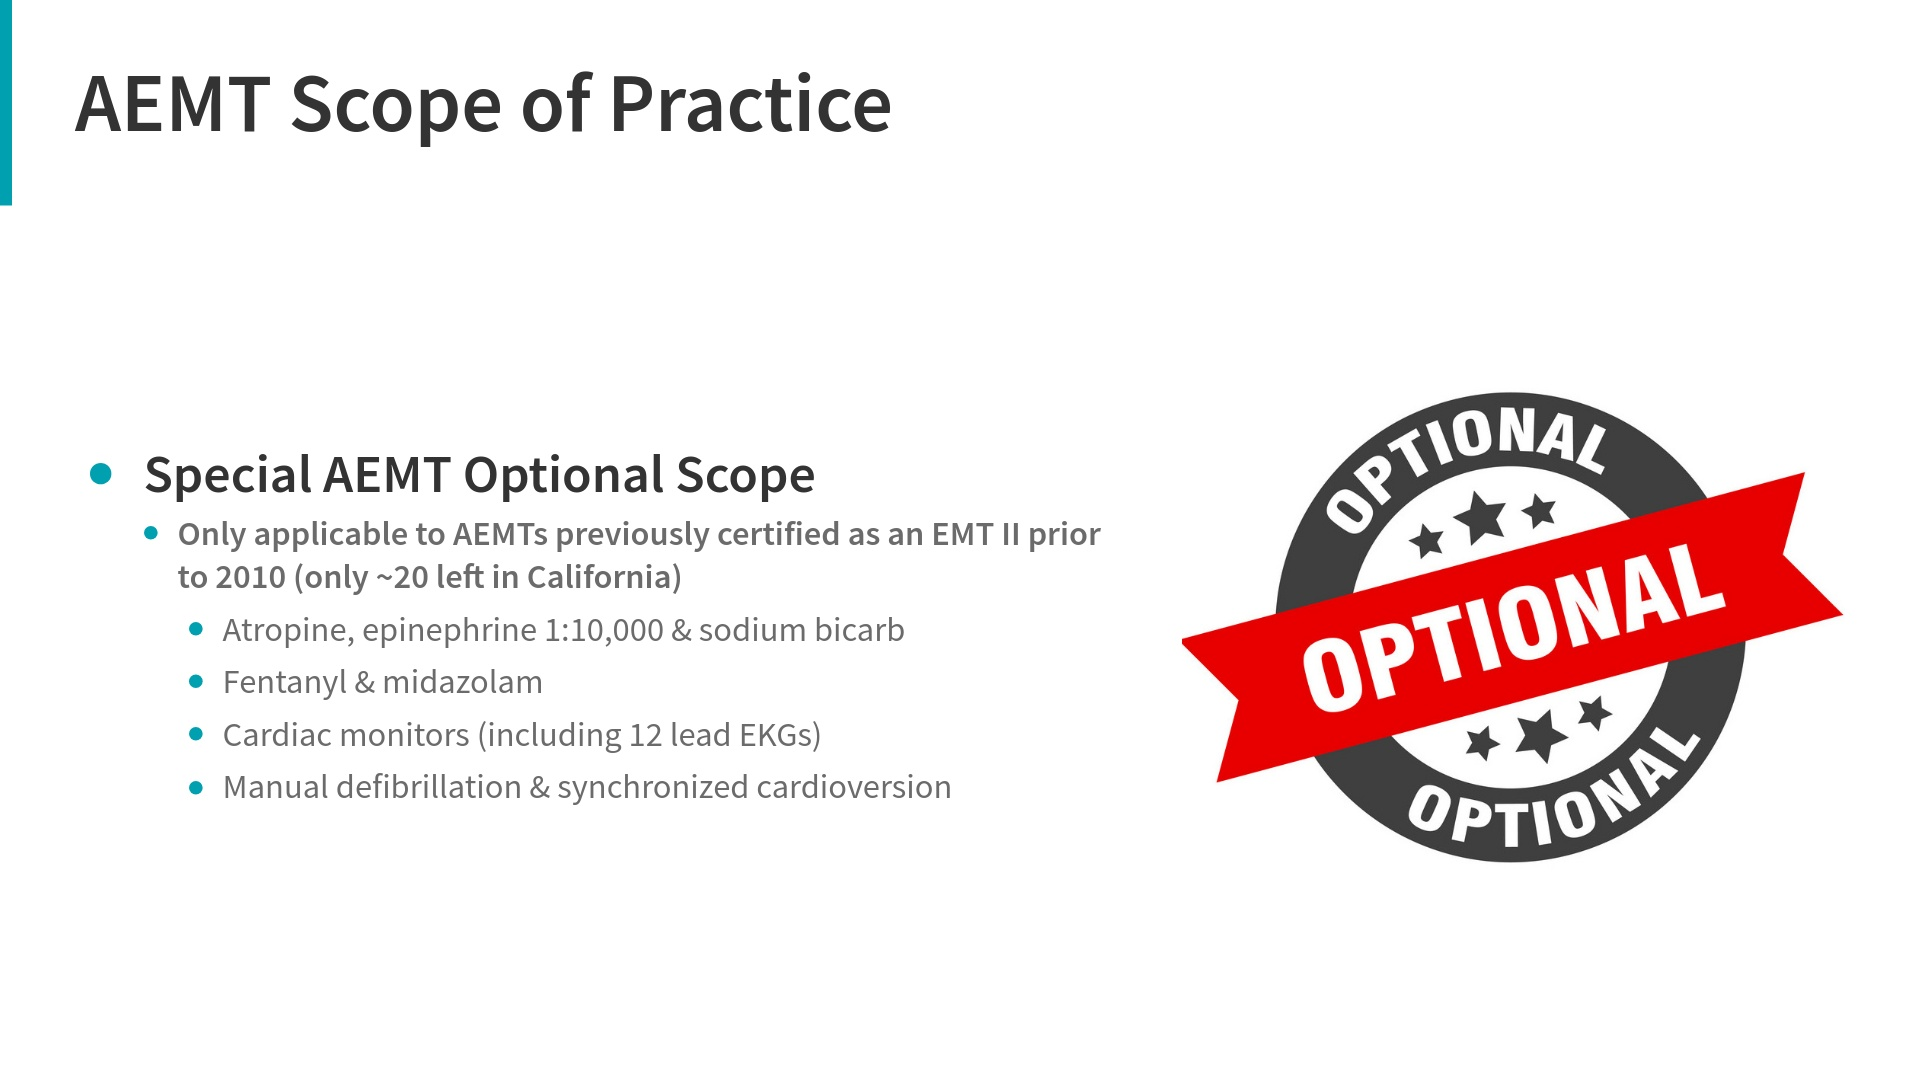 AEMT Scope of Practice
Special AEMT Optional Scope
Only applicable to AEMTs previously certified as an EMT II prior
to 2010 (only ~20 left in California)
Atropine, epinephrine 1:10,000 & sodium bicarb
Fentanyl & midazolam
Cardiac monitors (including 12 lead EKGs)
Manual defibrillation & synchronized cardioversion
OPTIONAL
OPTIONAL
OPTIONAL